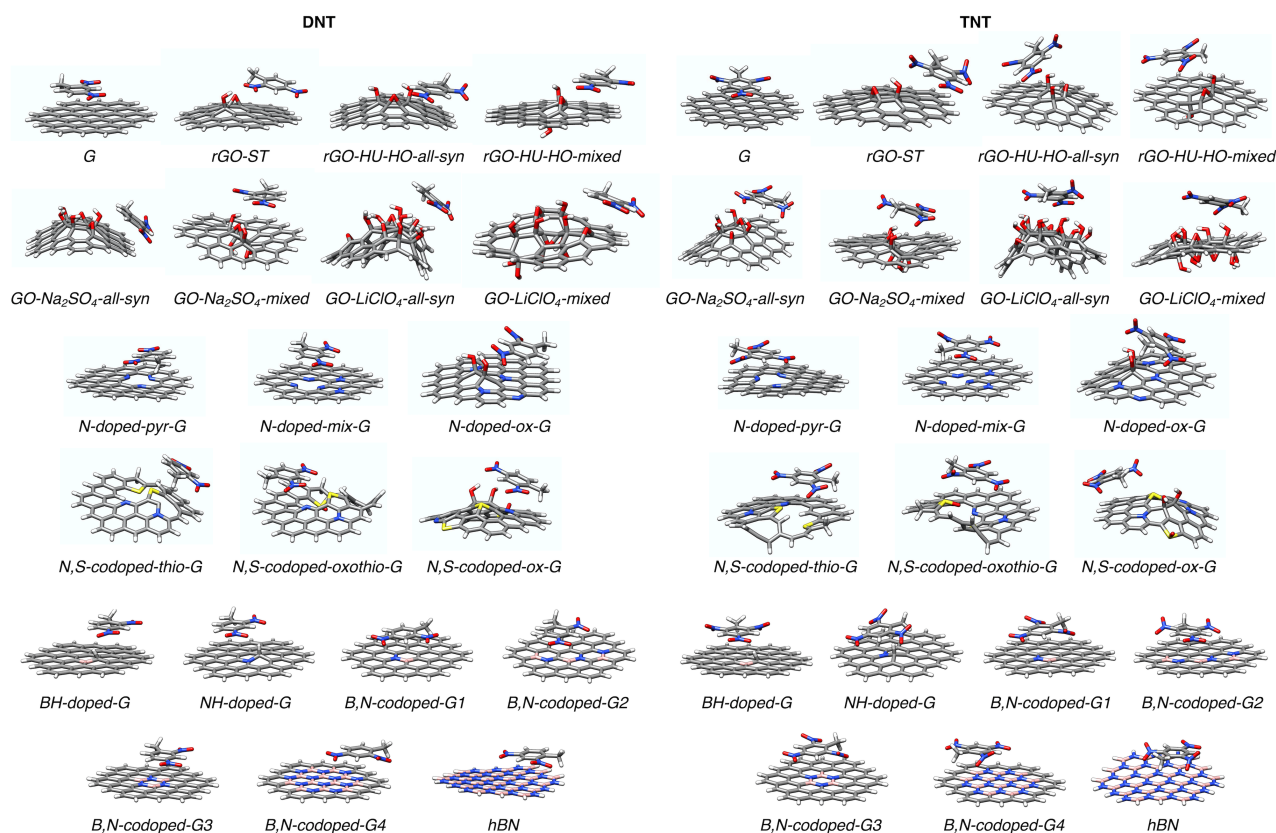 DNT TNT
G rGO-ST rGO-HU-HO-all-syn rGO-HU-HO-mixed G rGO-ST rGO-HU-HO-all-syn rGO-HU-HO-mixed
GO-Na₂SO₄-all-syn GO-Na₂SO₄-mixed GO-LiClO₄-all-syn GO-LiClO₄-mixed GO-Na₂SO₄-all-syn GO-Na₂SO₄-mixed GO-LiClO₄-all-syn GO-LiClO₄-mixed
N-doped-pyr-G N-doped-mix-G N-doped-ox-G N-doped-pyr-G N-doped-mix-G N-doped-ox-G
N,S-codoped-thio-G N,S-codoped-oxothio-G N,S-codoped-ox-G N,S-codoped-thio-G N,S-codoped-oxothio-G N,S-codoped-ox-G
BH-doped-G NH-doped-G B,N-codoped-G1 B,N-codoped-G2 BH-doped-G NH-doped-G B,N-codoped-G1 B,N-codoped-G2
B,N-codoped-G3 B,N-codoped-G4 hBN B,N-codoped-G3 B,N-codoped-G4 hBN